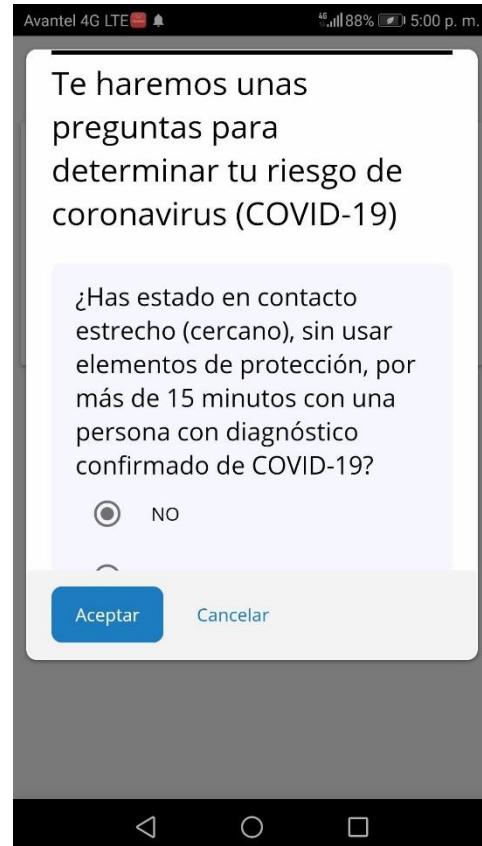 Avantel 4G LTE 4G 88% 5:00 p. m.
Te haremos unas
preguntas para
determinar tu riesgo de
coronavirus (COVID-19)
¿Has estado en contacto
estrecho (cercano), sin usar
elementos de protección, por
más de 15 minutos con una
persona con diagnóstico
confirmado de COVID-19?
NO
Aceptar Cancelar